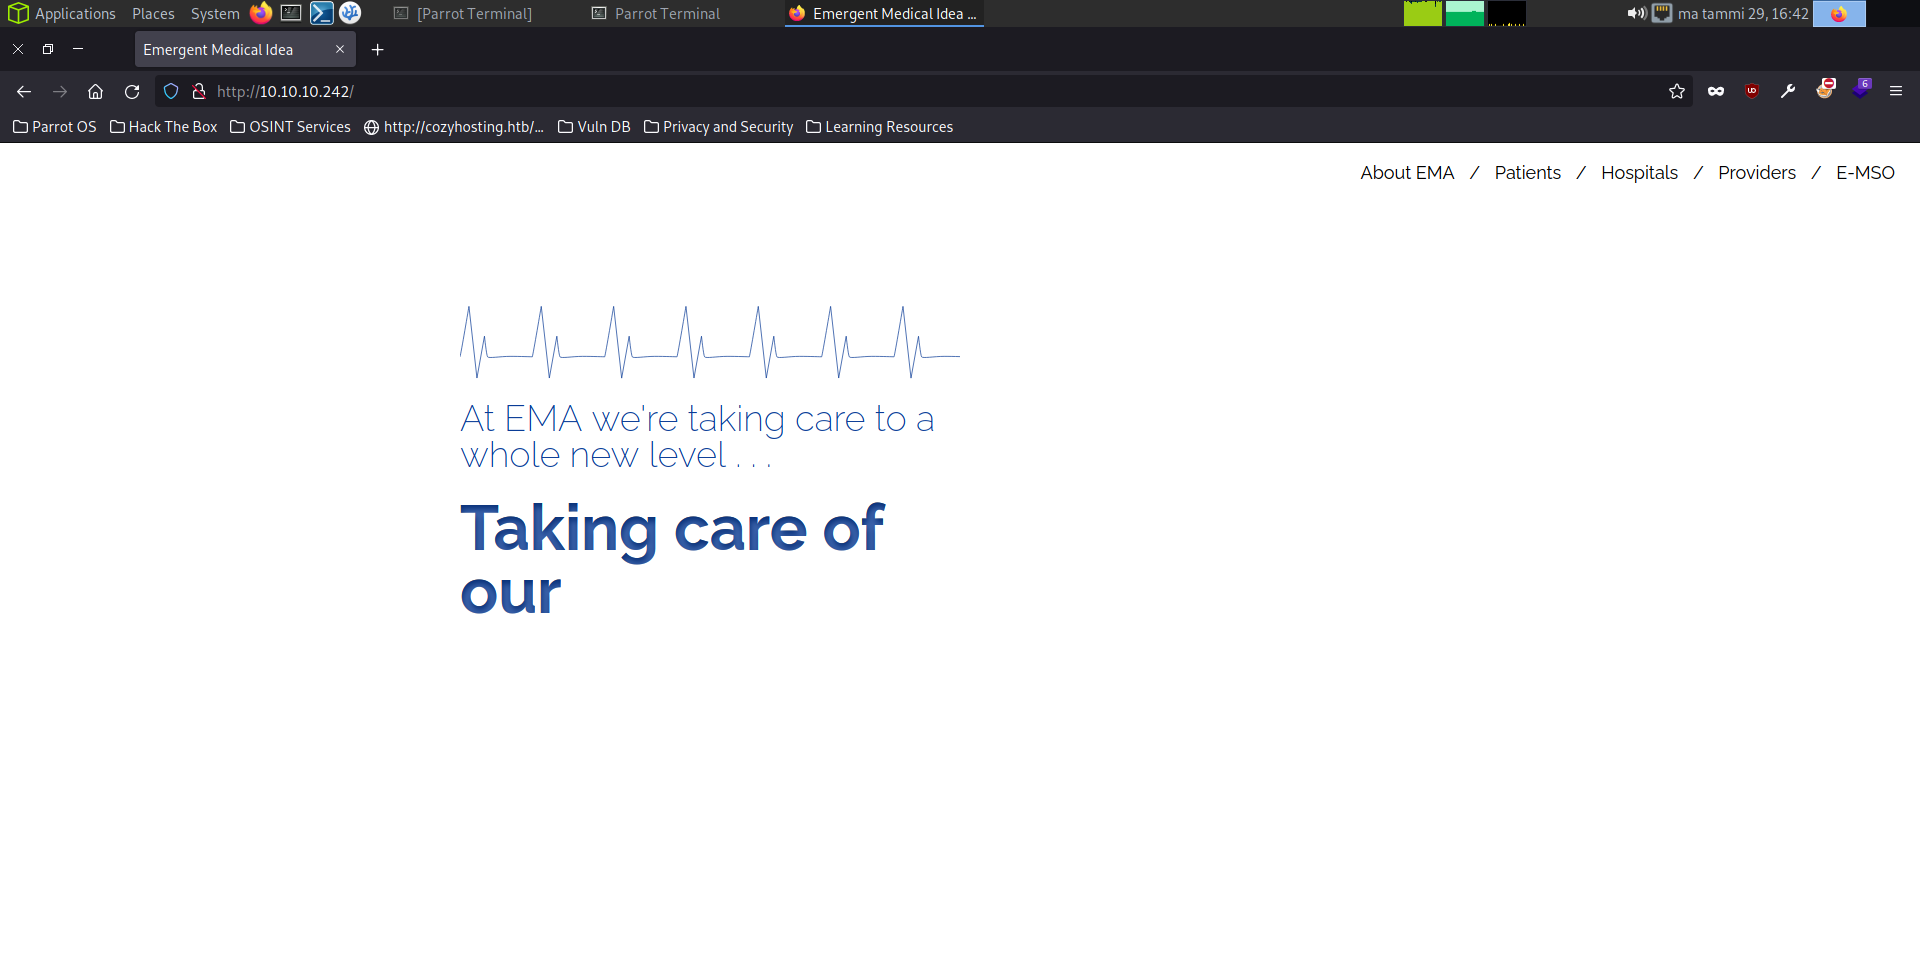 Applications Places System [Parrot Terminal] Parrot Terminal Emergent Medical Idea ... ma tammi 29, 16:42
Emergent Medical Idea
http://10.10.10.242/
6
Parrot OS Hack The Box OSINT Services http://cozyhosting.htb/... Vuln DB Privacy and Security Learning Resources
About EMA / Patients / Hospitals / Providers / E-MSO
At EMA we're taking care to a
whole new level . . .
Taking care of
our